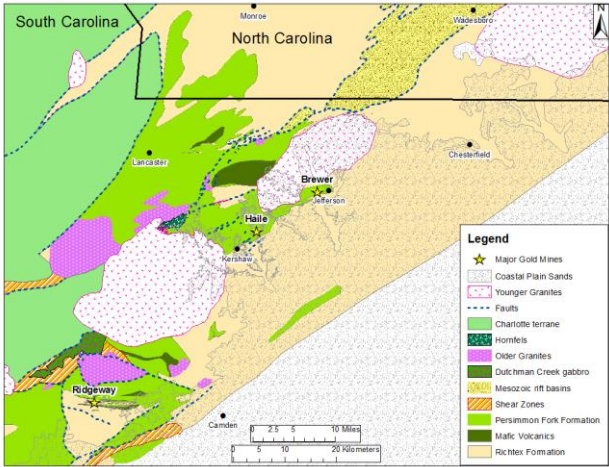 South Carolina
North Carolina
Monroe
Wadesboro
N
Lancaster
Chesterfield
Brewer
Jefferson
Haile
Kershaw
Ridgeway
Camden
0 2.5 5 10 Miles
0 5 10 20 Kilometers
Legend
Major Gold Mines
Coastal Plain Sands
Younger Granites
Faults
Charlotte terrane
Hornfels
Older Granites
Dutchman Creek gabbro
Mesozoic rift basins
Shear Zones
Persimmon Fork Formation
Mafic Volcanics
Richtex Formation